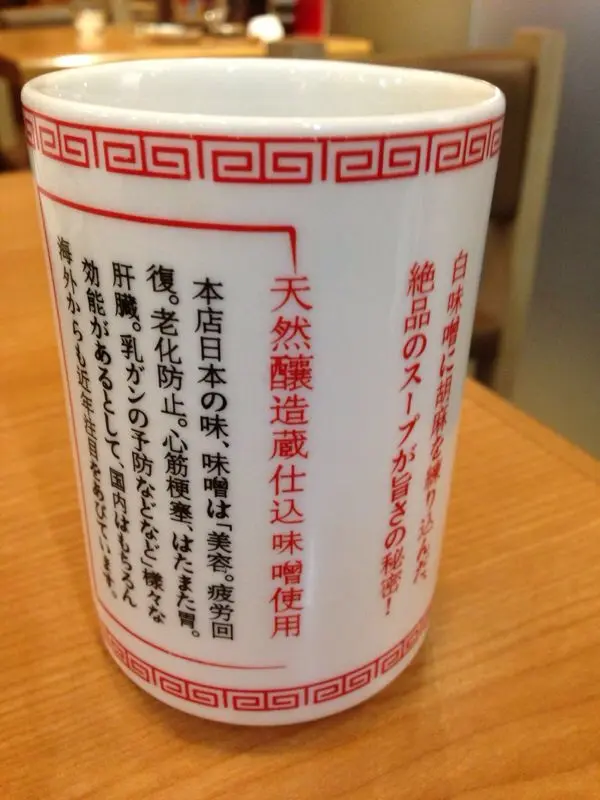 白味噌に胡麻を練り込んだ、
絶品のスープが旨さの秘密！
天然醸造蔵仕込味噌使用
本店日本の味、味噌は「美容。疲労回
復。老化防止。心筋梗塞、はたまた胃。
肝臓。乳ガンの予防などなど」様々な
効能があるとして、国内はもちろん
海外からも近年注目をあびています。